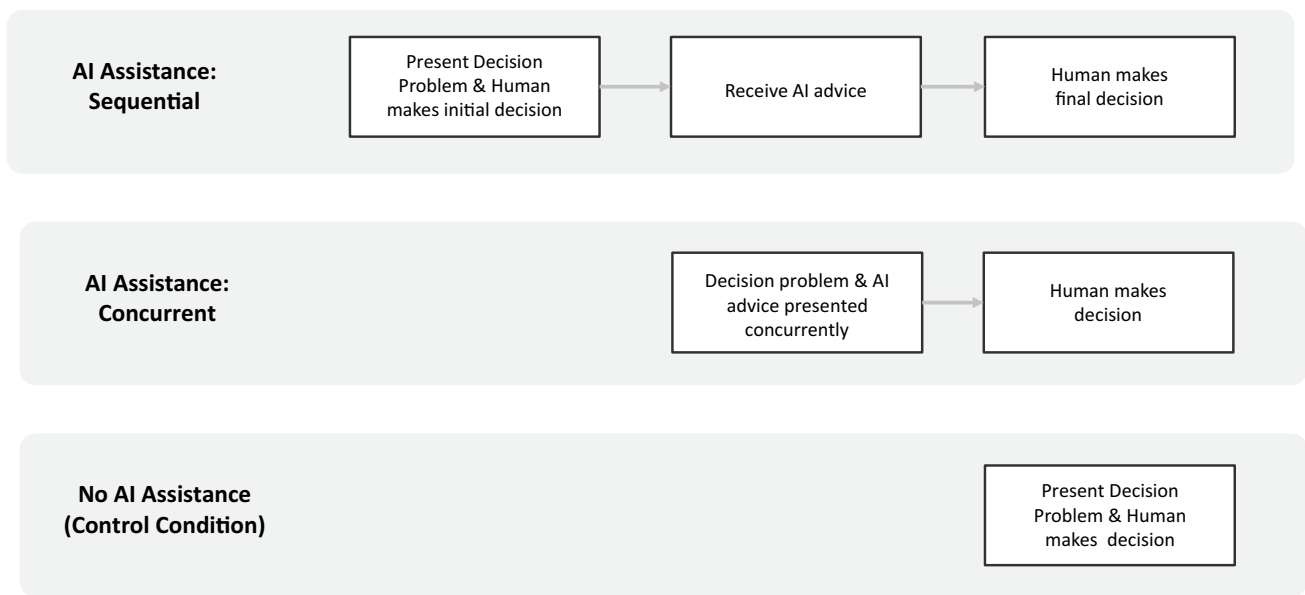 AI Assistance:
Sequential
Present Decision
Problem & Human
makes initial decision
Receive AI advice
Human makes
final decision
AI Assistance:
Concurrent
Decision problem & AI
advice presented
concurrently
Human makes
decision
No AI Assistance
(Control Condition)
Present Decision
Problem & Human
makes decision